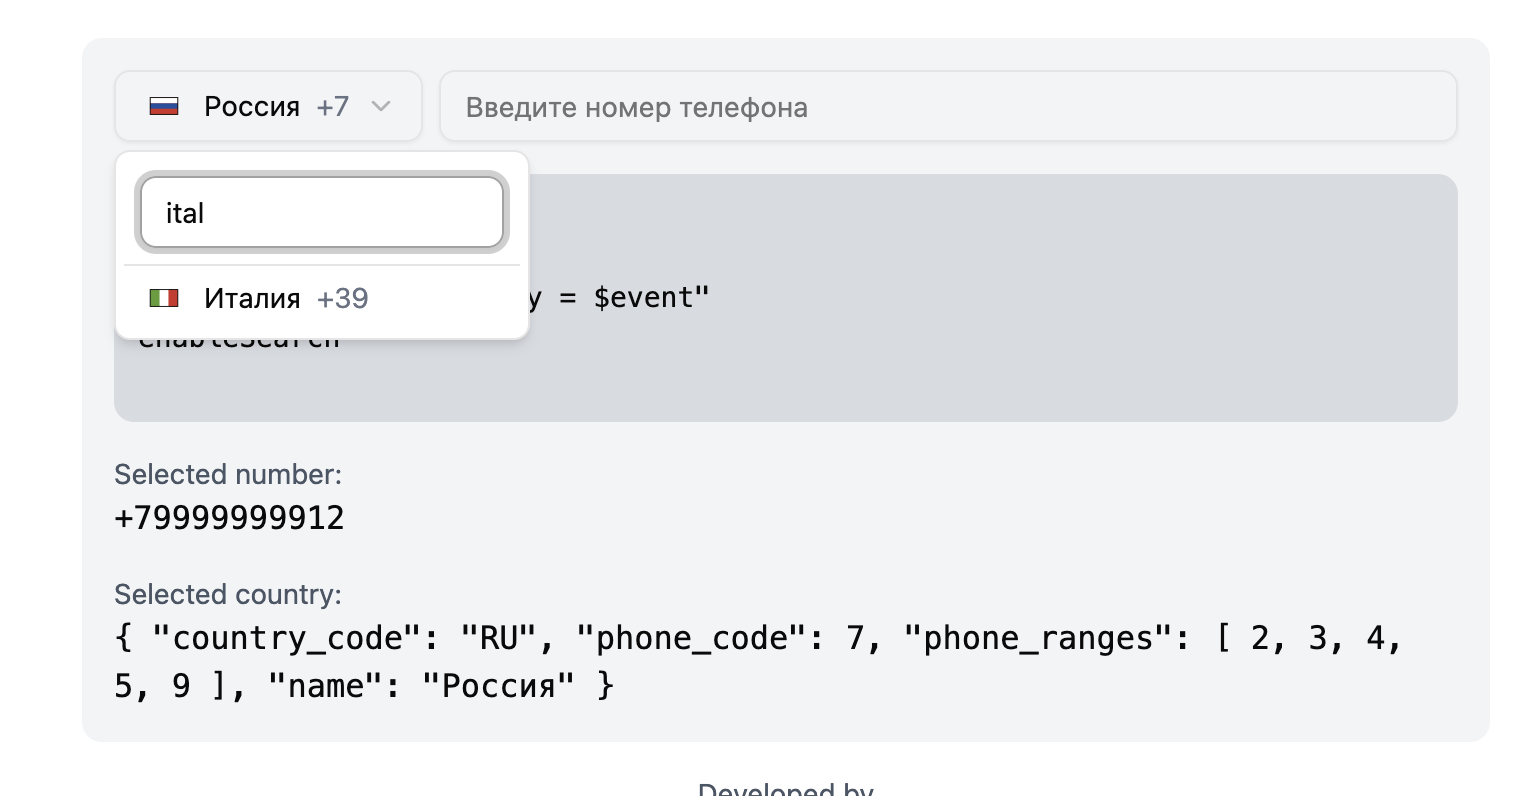 Россия +7
Введите номер телефона
ital
Италия +39
y = $event"
enableSearch
Selected number:
+79999999912
Selected country:
{ "country_code": "RU", "phone_code": 7, "phone_ranges": [ 2, 3, 4,
5, 9 ], "name": "Россия" }
Developed by